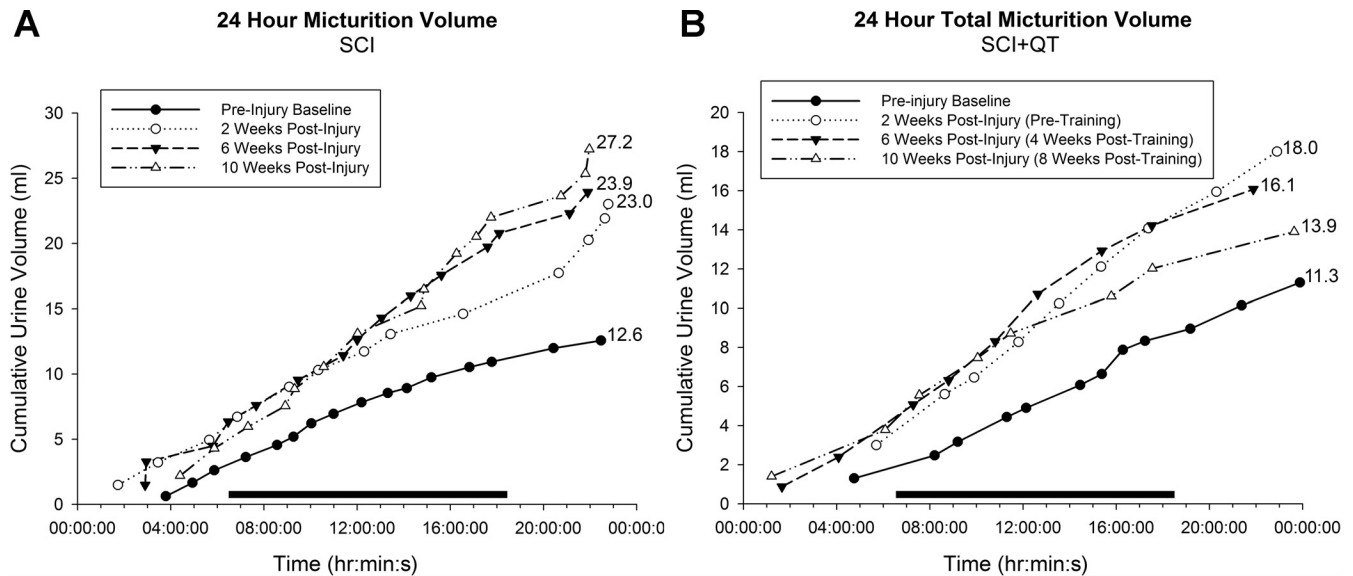 A
24 Hour Micturition Volume
SCI
Pre-Injury Baseline
2 Weeks Post-Injury
6 Weeks Post-Injury
10 Weeks Post-Injury
Cumulative Urine Volume (ml)
30
25
20
15
10
5
0
27.2
23.9
23.0
12.6
00:00:00 04:00:00 08:00:00 12:00:00 16:00:00 20:00:00 00:00:00
Time (hr:min:s)
B
24 Hour Total Micturition Volume
SCI+QT
Pre-injury Baseline
2 Weeks Post-Injury (Pre-Training)
6 Weeks Post-Injury (4 Weeks Post-Training)
10 Weeks Post-Injury (8 Weeks Post-Training)
Cumulative Urine Volume (ml)
20
18
16
14
12
10
8
6
4
2
0
18.0
16.1
13.9
11.3
00:00:00 04:00:00 08:00:00 12:00:00 16:00:00 20:00:00 00:00:00
Time (hr:min:s)